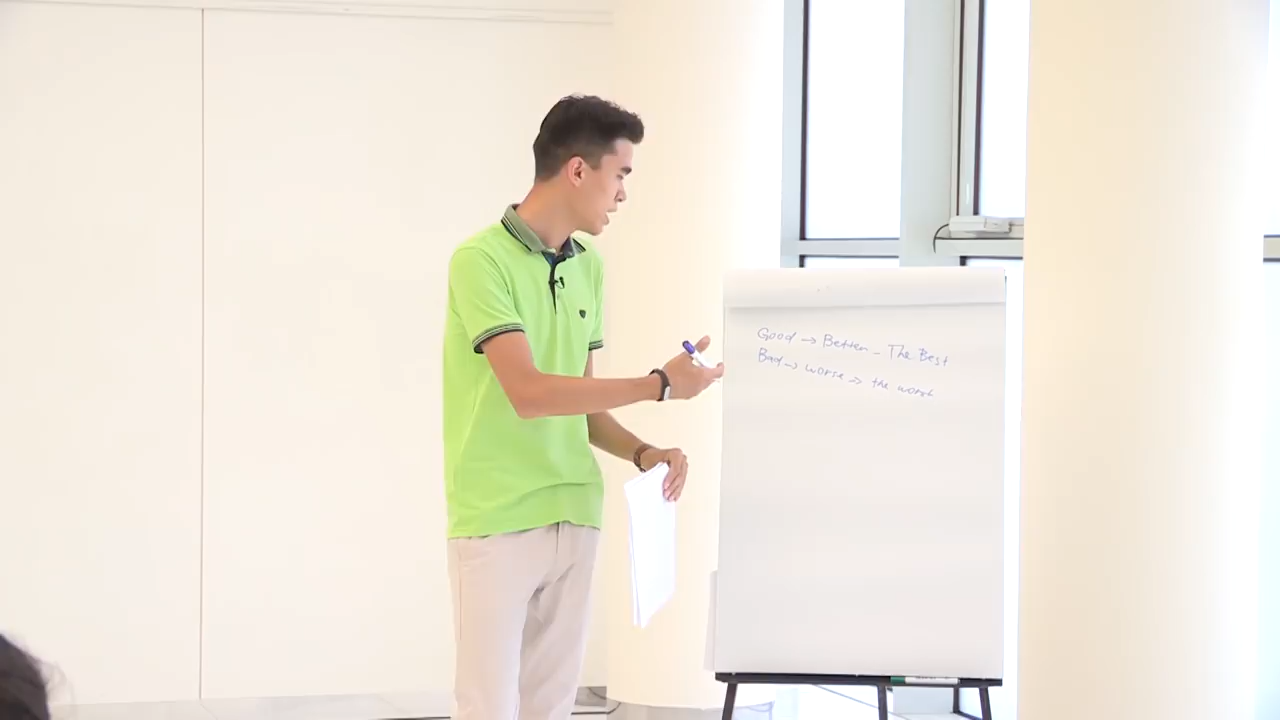 Good → Better - The Best
Bad → worse → the worst